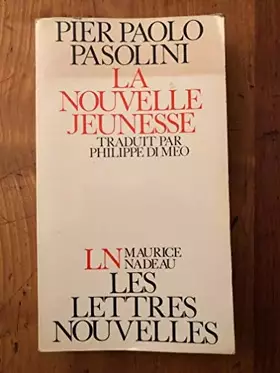 PIER PAOLO
PASOLINI
LA
NOUVELLE
JEUNESSE
TRADUIT PAR
PHILIPPE DI MEO
LN MAURICE
NADEAU
LES
LETTRES
NOUVELLES